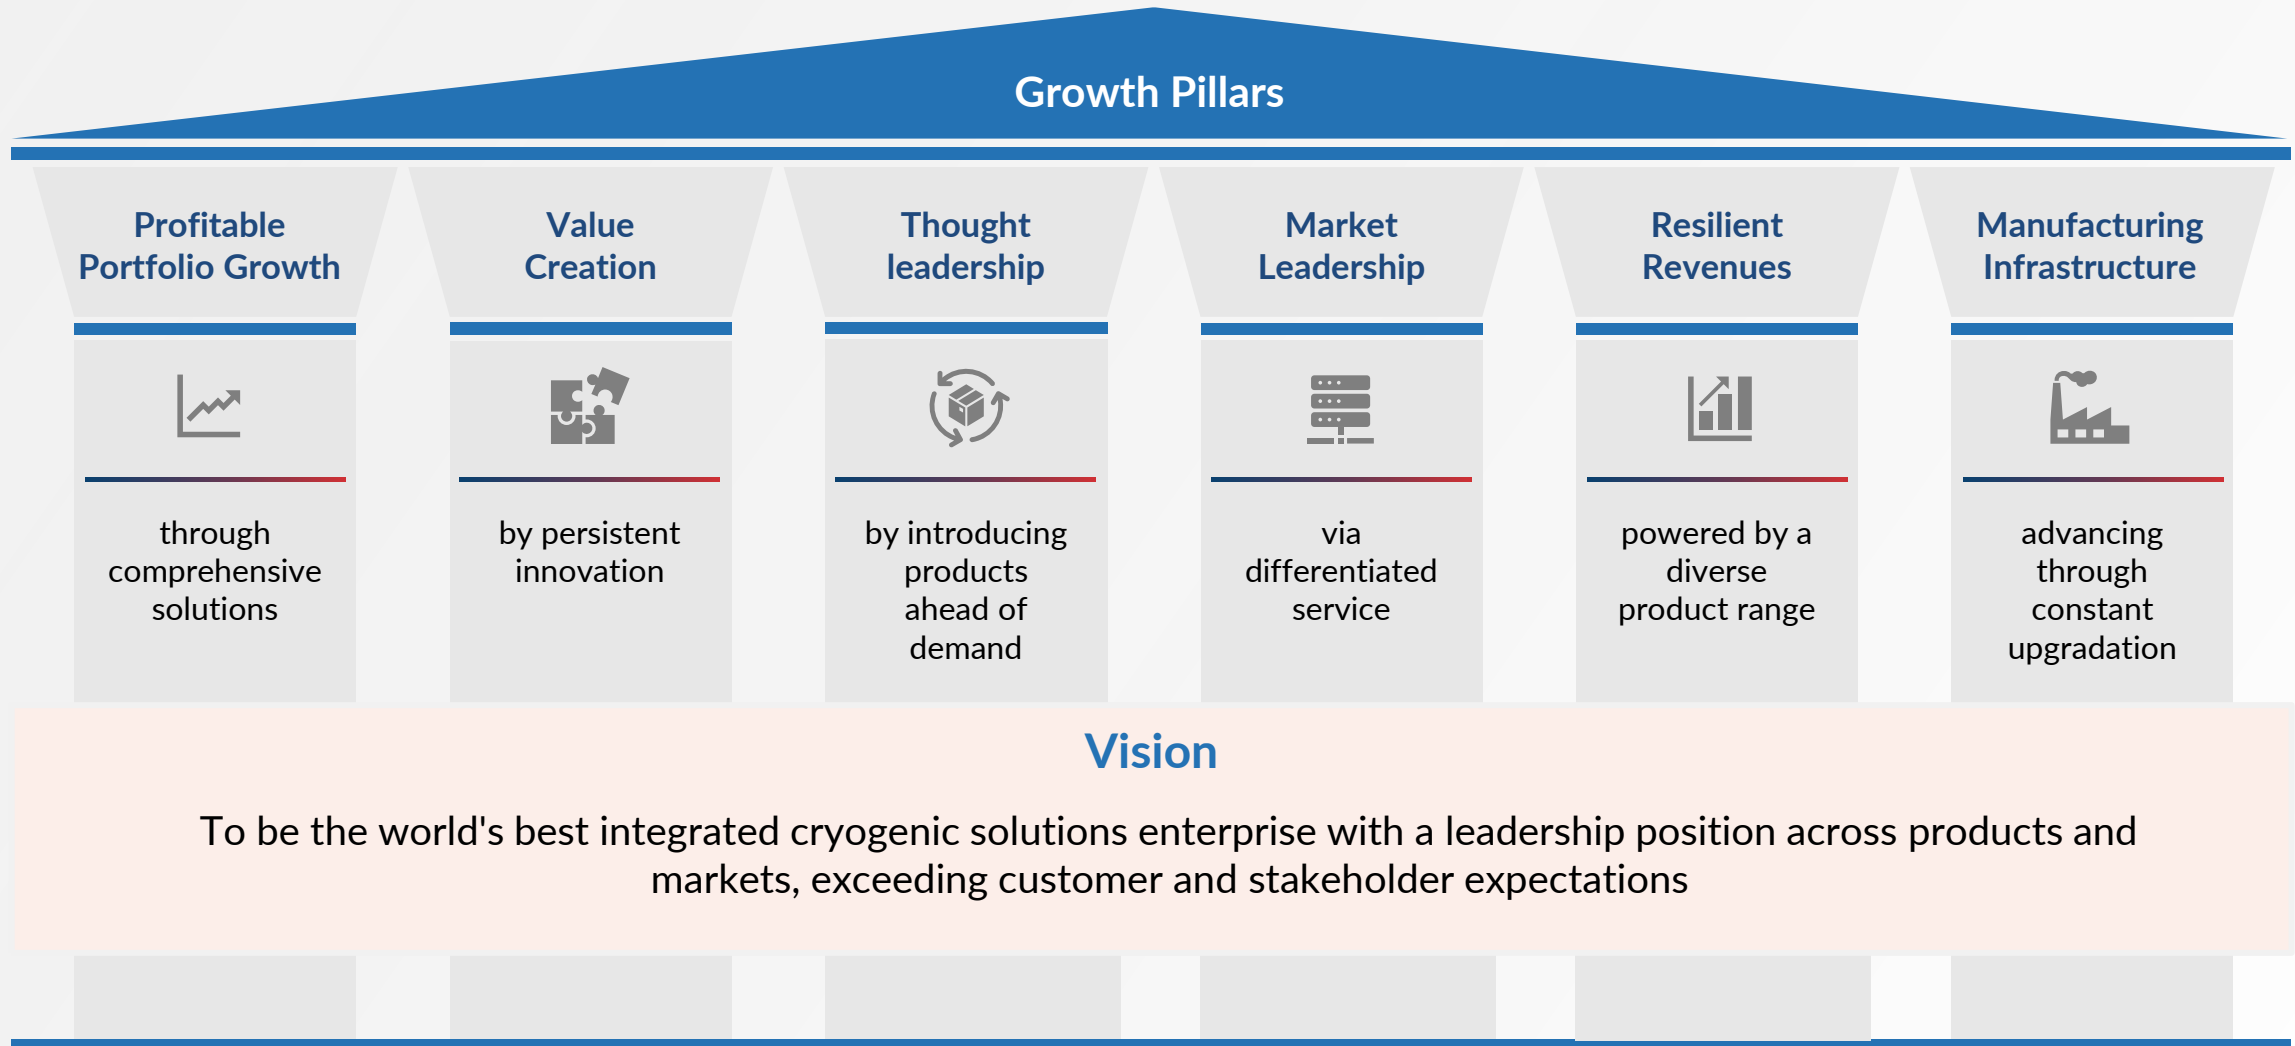 Growth Pillars
Profitable
Portfolio Growth
Value
Creation
Thought
leadership
Market
Leadership
Resilient
Revenues
Manufacturing
Infrastructure
through
comprehensive
solutions
by persistent
innovation
by introducing
products
ahead of
demand
via
differentiated
service
powered by a
diverse
product range
advancing
through
constant
upgradation
Vision
To be the world's best integrated cryogenic solutions enterprise with a leadership position across products and
markets, exceeding customer and stakeholder expectations